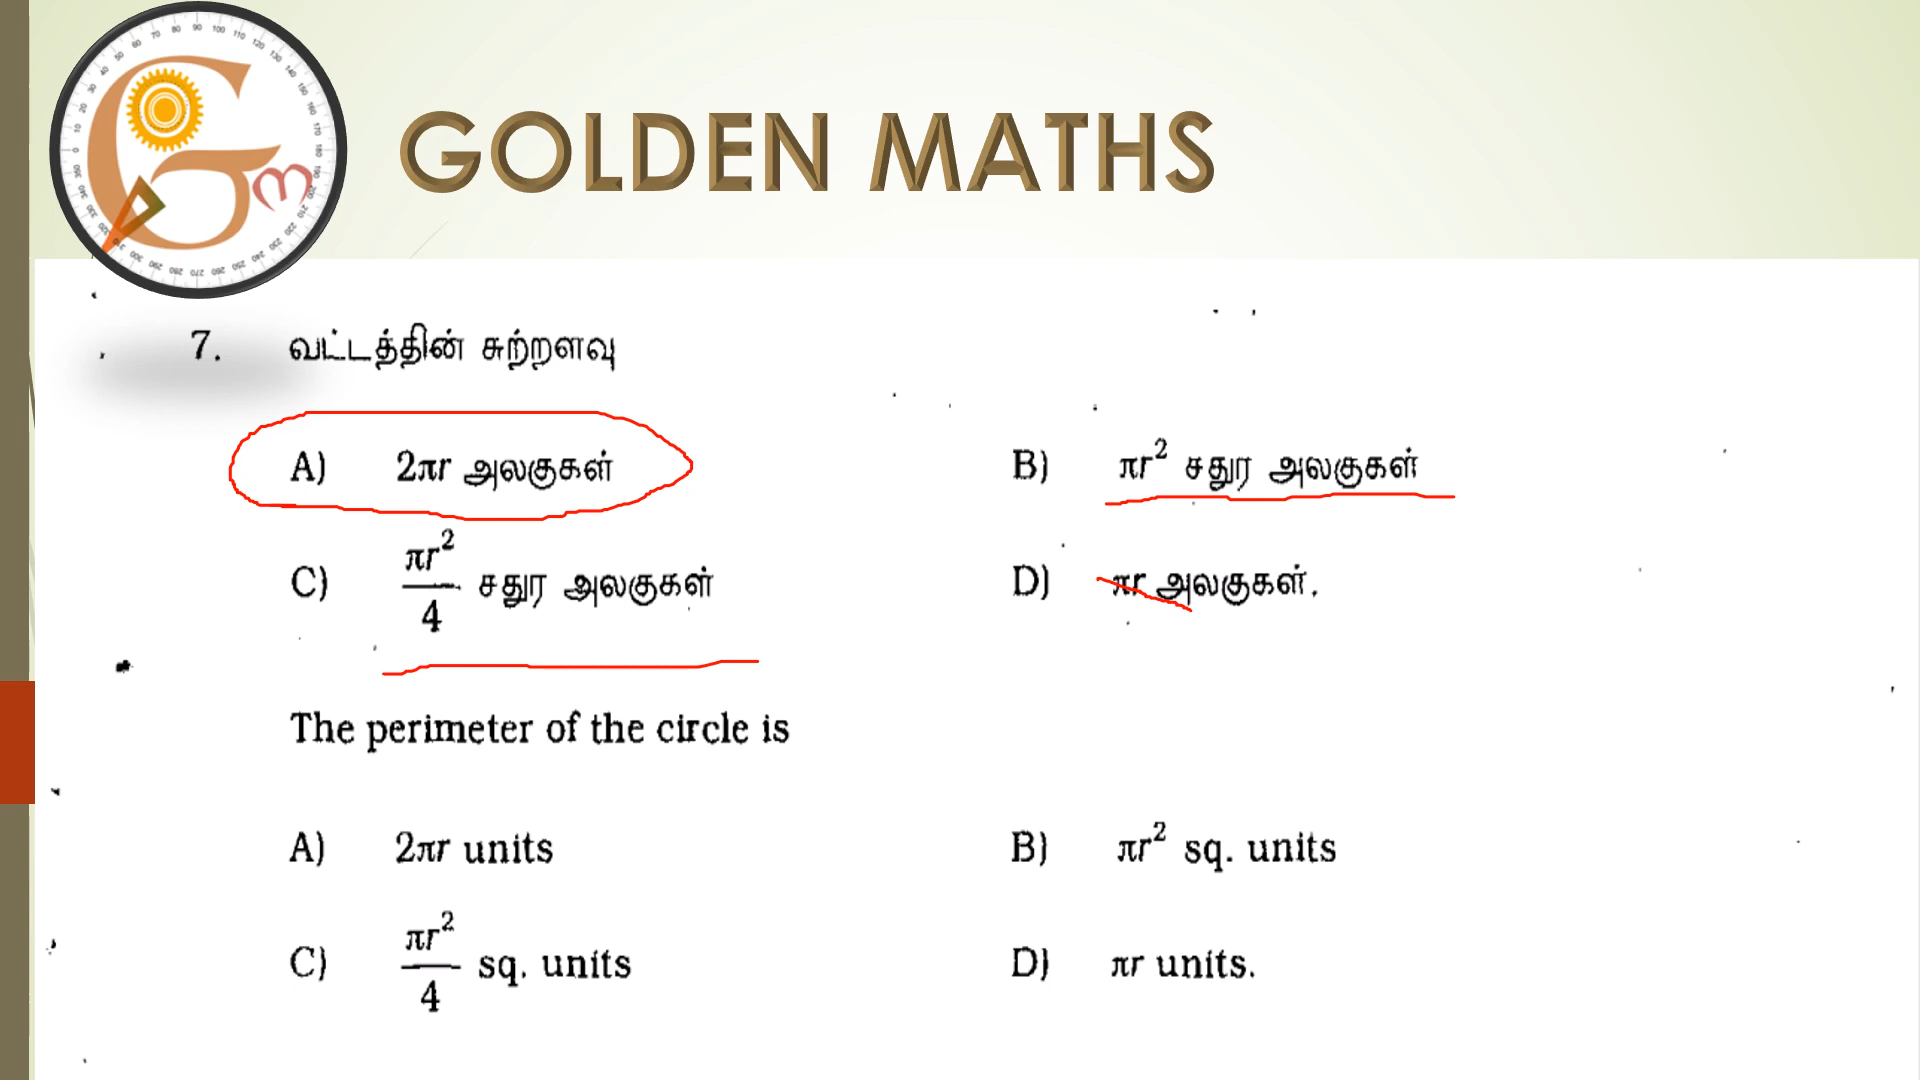 GOLDEN MATHS
7. வட்டத்தின் சுற்றளவு
A) 2πr அலகுகள் B) πr² சதுர அலகுகள்
C) πr²/4 சதுர அலகுகள் D) πr அலகுகள்.
The perimeter of the circle is
A) 2πr units B) πr² sq. units
C) πr²/4 sq. units D) πr units.